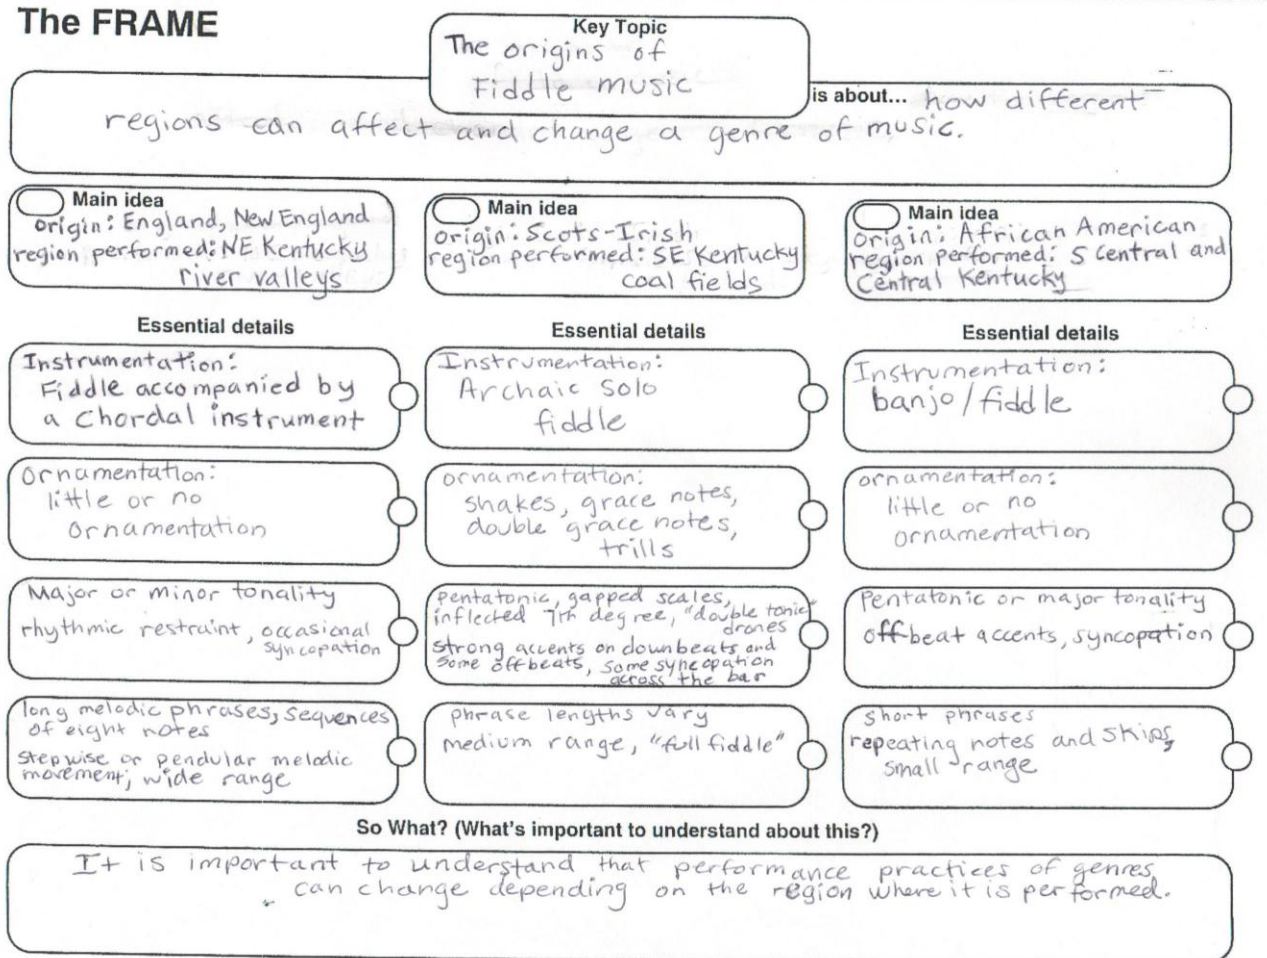 The FRAME
Key Topic
The origins of
Fiddle music
is about... how different
regions can affect and change a genre of music.
Main idea
origin: England, New England
region performed: NE Kentucky
river valleys
Main idea
origin: Scots-Irish
region performed: SE Kentucky
coal fields
Main idea
origin: African American
region performed: S Central and
Central Kentucky
Essential details
Instrumentation:
Fiddle accompanied by
a Chordal instrument
Ornamentation:
little or no
ornamentation
Major or minor tonality
rhythmic restraint, occasional
syncopation
long melodic phrases, sequences
of eight notes
stepwise or pendular melodic
movement, wide range
Essential details
Instrumentation:
Archaic Solo
fiddle
ornamentation:
shakes, grace notes,
double grace notes,
trills
pentatonic, gapped scales,
inflected 7th degree, "double tonic"
drones
strong accents on downbeats and
some offbeats, some syncopation
across the bar
phrase lengths vary
medium range, "full fiddle"
Essential details
Instrumentation:
banjo/fiddle
ornamentation:
little or no
ornamentation
Pentatonic or major tonality
off-beat accents, syncopation
short phrases
repeating notes and skips,
small range
So What? (What's important to understand about this?)
It is important to understand that performance practices of genres
can change depending on the region where it is performed.